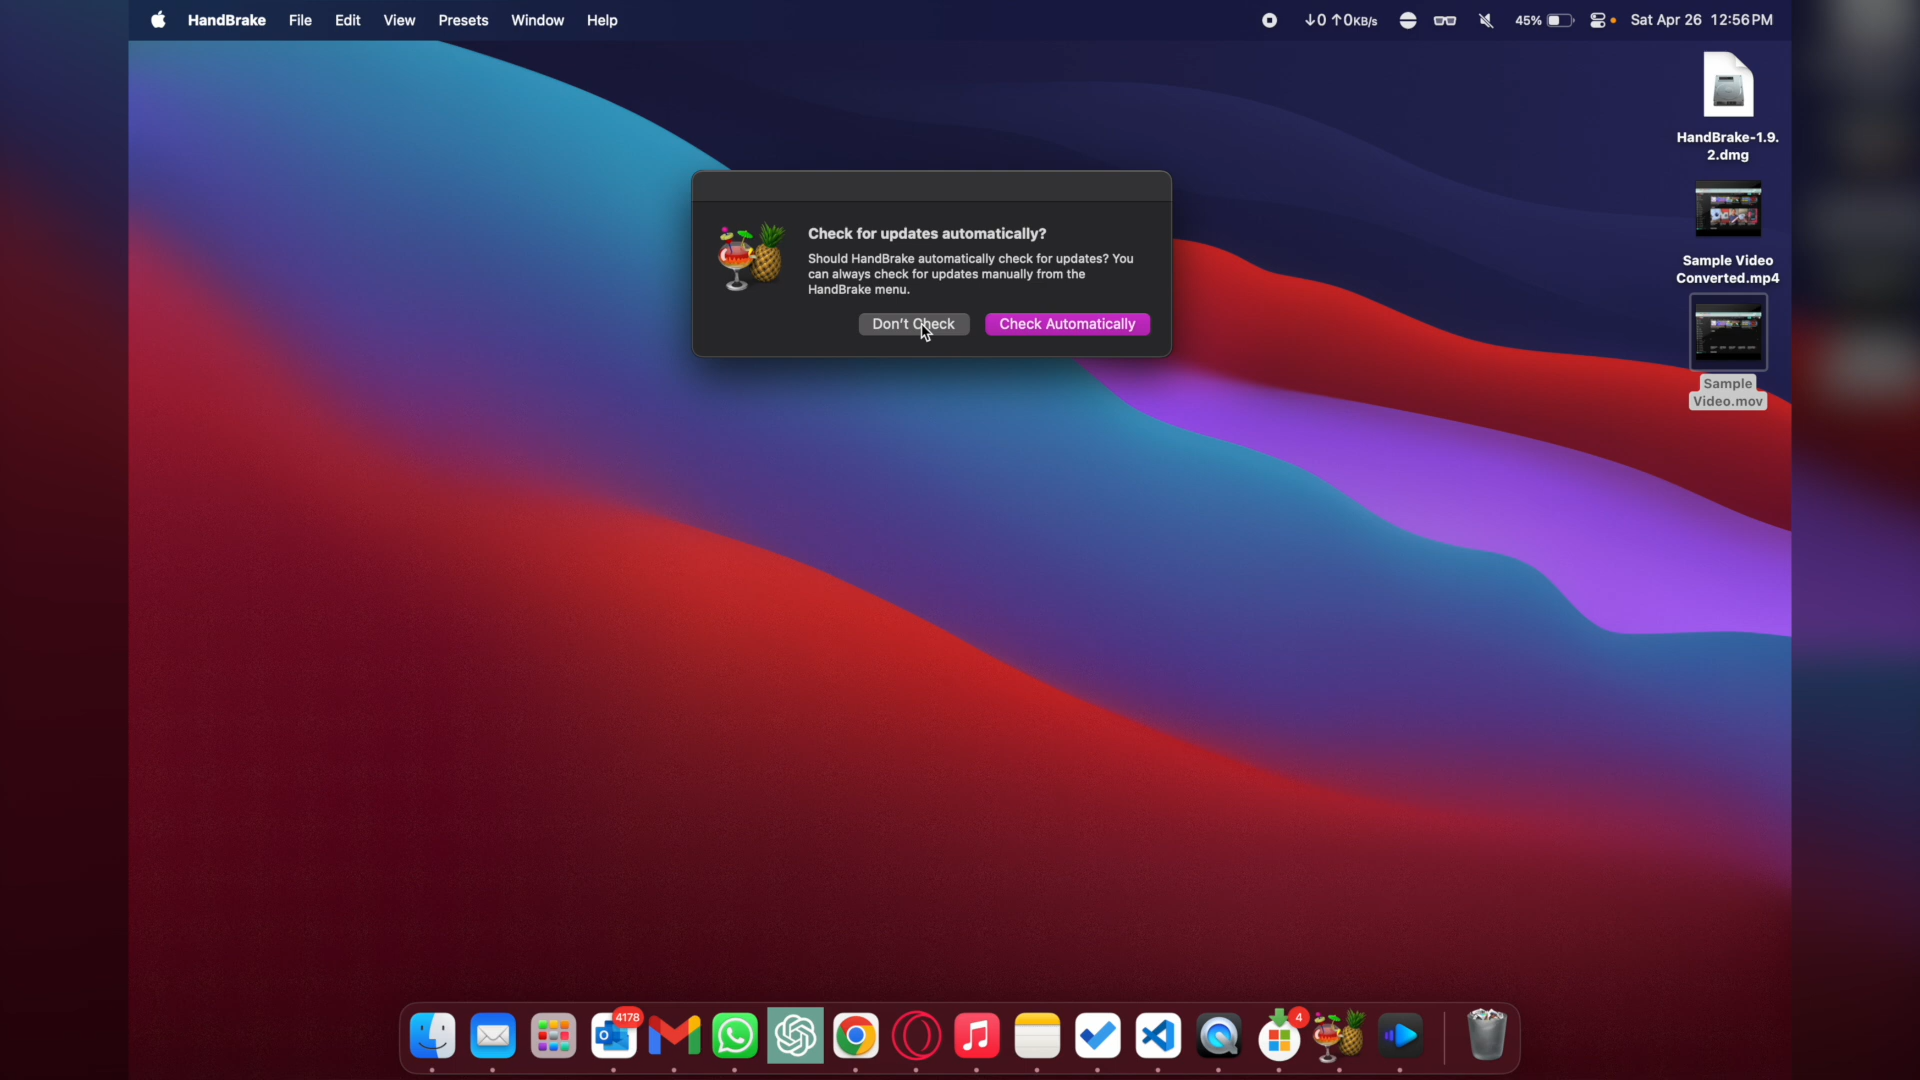 HandBrake File Edit View Presets Window Help
↓0 ↑0KB/s 45% Sat Apr 26 12:56PM
HandBrake-1.9.
2.dmg
Sample Video
Converted.mp4
Sample
Video.mov
Check for updates automatically?
Should HandBrake automatically check for updates? You
can always check for updates manually from the
HandBrake menu.
Don't Check Check Automatically
4178
4